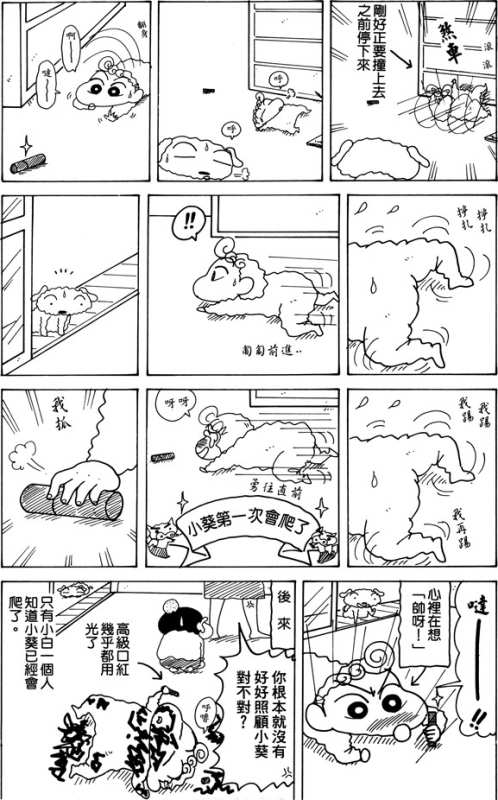 剛好正要撞上去
之前停下來
煞車
滾
滾
呼
呼
翻身
啊—
噠—
掙扎
掙扎
!!
匍匐前進..
我踢
我踢
我再踢
呀呀
勇往直前
小葵第一次會爬了
我抓
噠——!!
心裡在想
「帥呀!」
後來
你根本就沒有
好好照顧小葵
對不對?
高級口紅
幾乎都用
光了
只有小白一個人
知道小葵已經會
爬了。